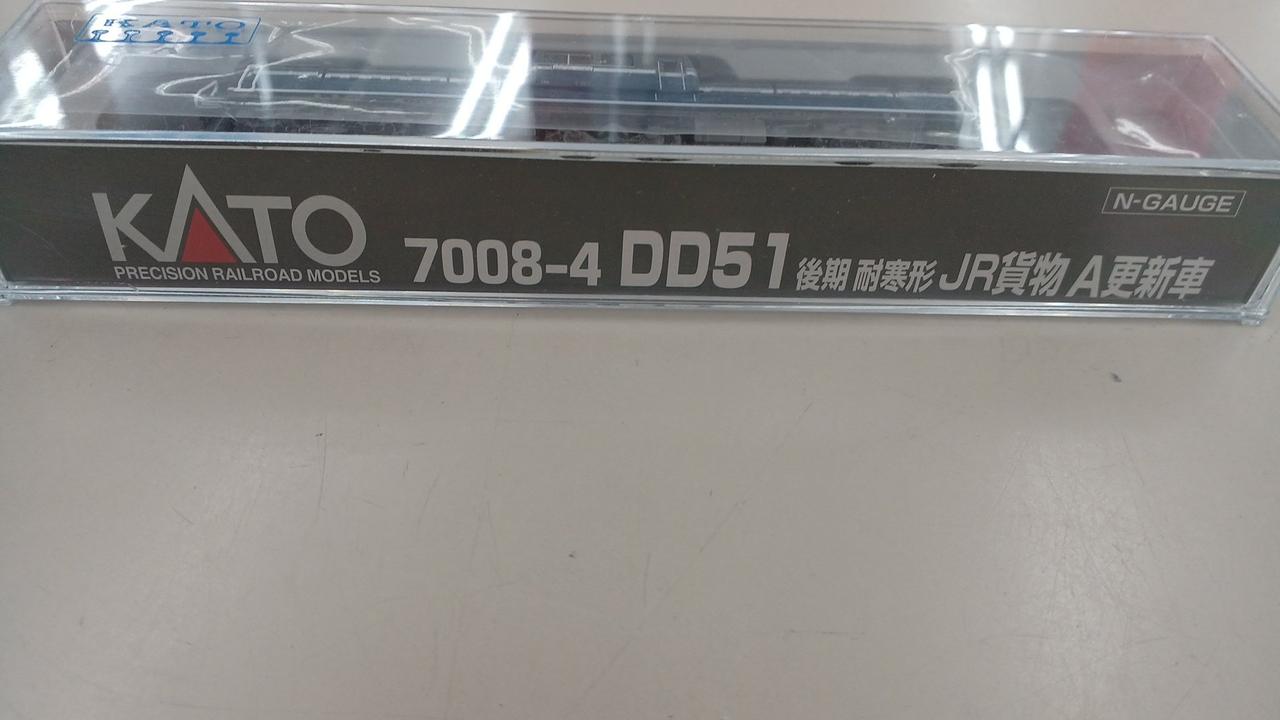 KATO
KATO
PRECISION RAILROAD MODELS
7008-4 DD51 後期 耐寒形 JR貨物 A更新車
N-GAUGE